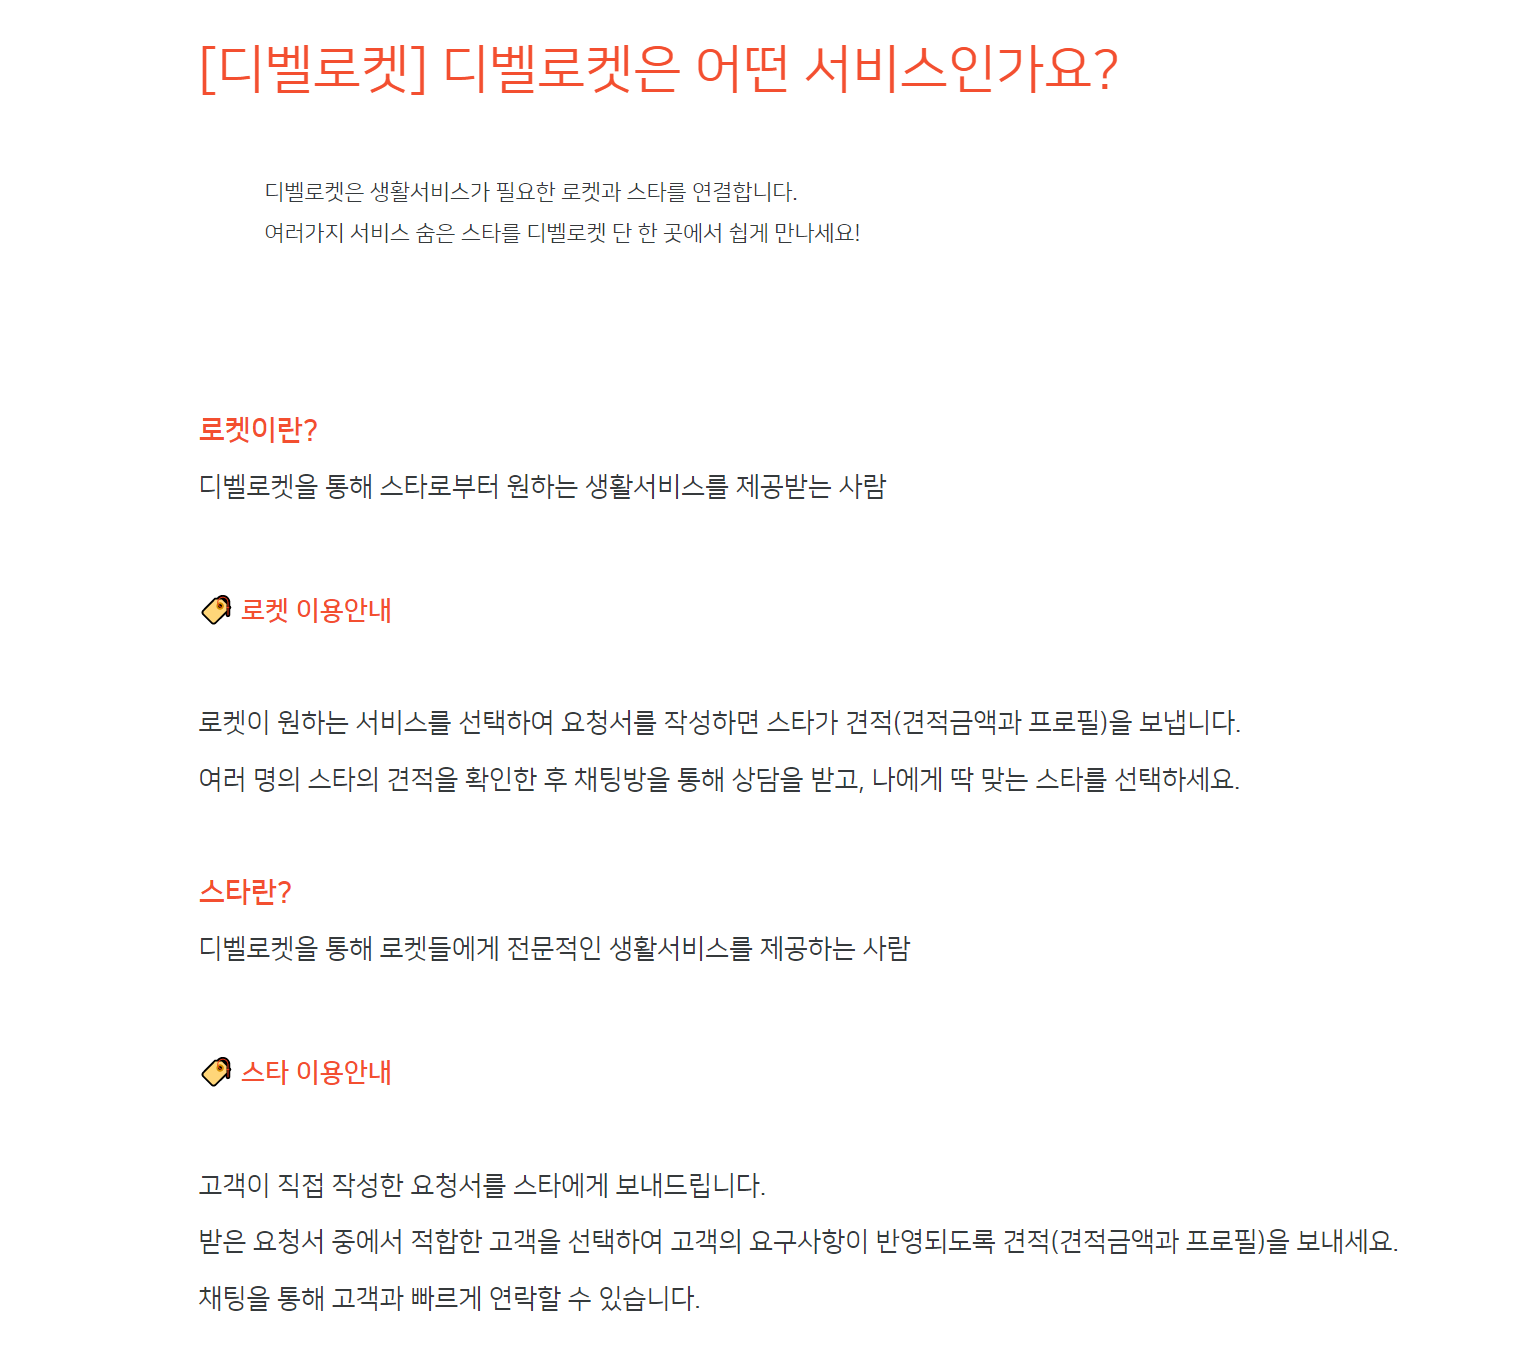 [디벨로켓] 디벨로켓은 어떤 서비스인가요?
디벨로켓은 생활서비스가 필요한 로켓과 스타를 연결합니다.
여러가지 서비스 숨은 스타를 디벨로켓 단 한 곳에서 쉽게 만나세요!
로켓이란?
디벨로켓을 통해 스타로부터 원하는 생활서비스를 제공받는 사람
로켓 이용안내
로켓이 원하는 서비스를 선택하여 요청서를 작성하면 스타가 견적(견적금액과 프로필)을 보냅니다.
여러 명의 스타의 견적을 확인한 후 채팅방을 통해 상담을 받고, 나에게 딱 맞는 스타를 선택하세요.
스타란?
디벨로켓을 통해 로켓들에게 전문적인 생활서비스를 제공하는 사람
스타 이용안내
고객이 직접 작성한 요청서를 스타에게 보내드립니다.
받은 요청서 중에서 적합한 고객을 선택하여 고객의 요구사항이 반영되도록 견적(견적금액과 프로필)을 보내세요.
채팅을 통해 고객과 빠르게 연락할 수 있습니다.